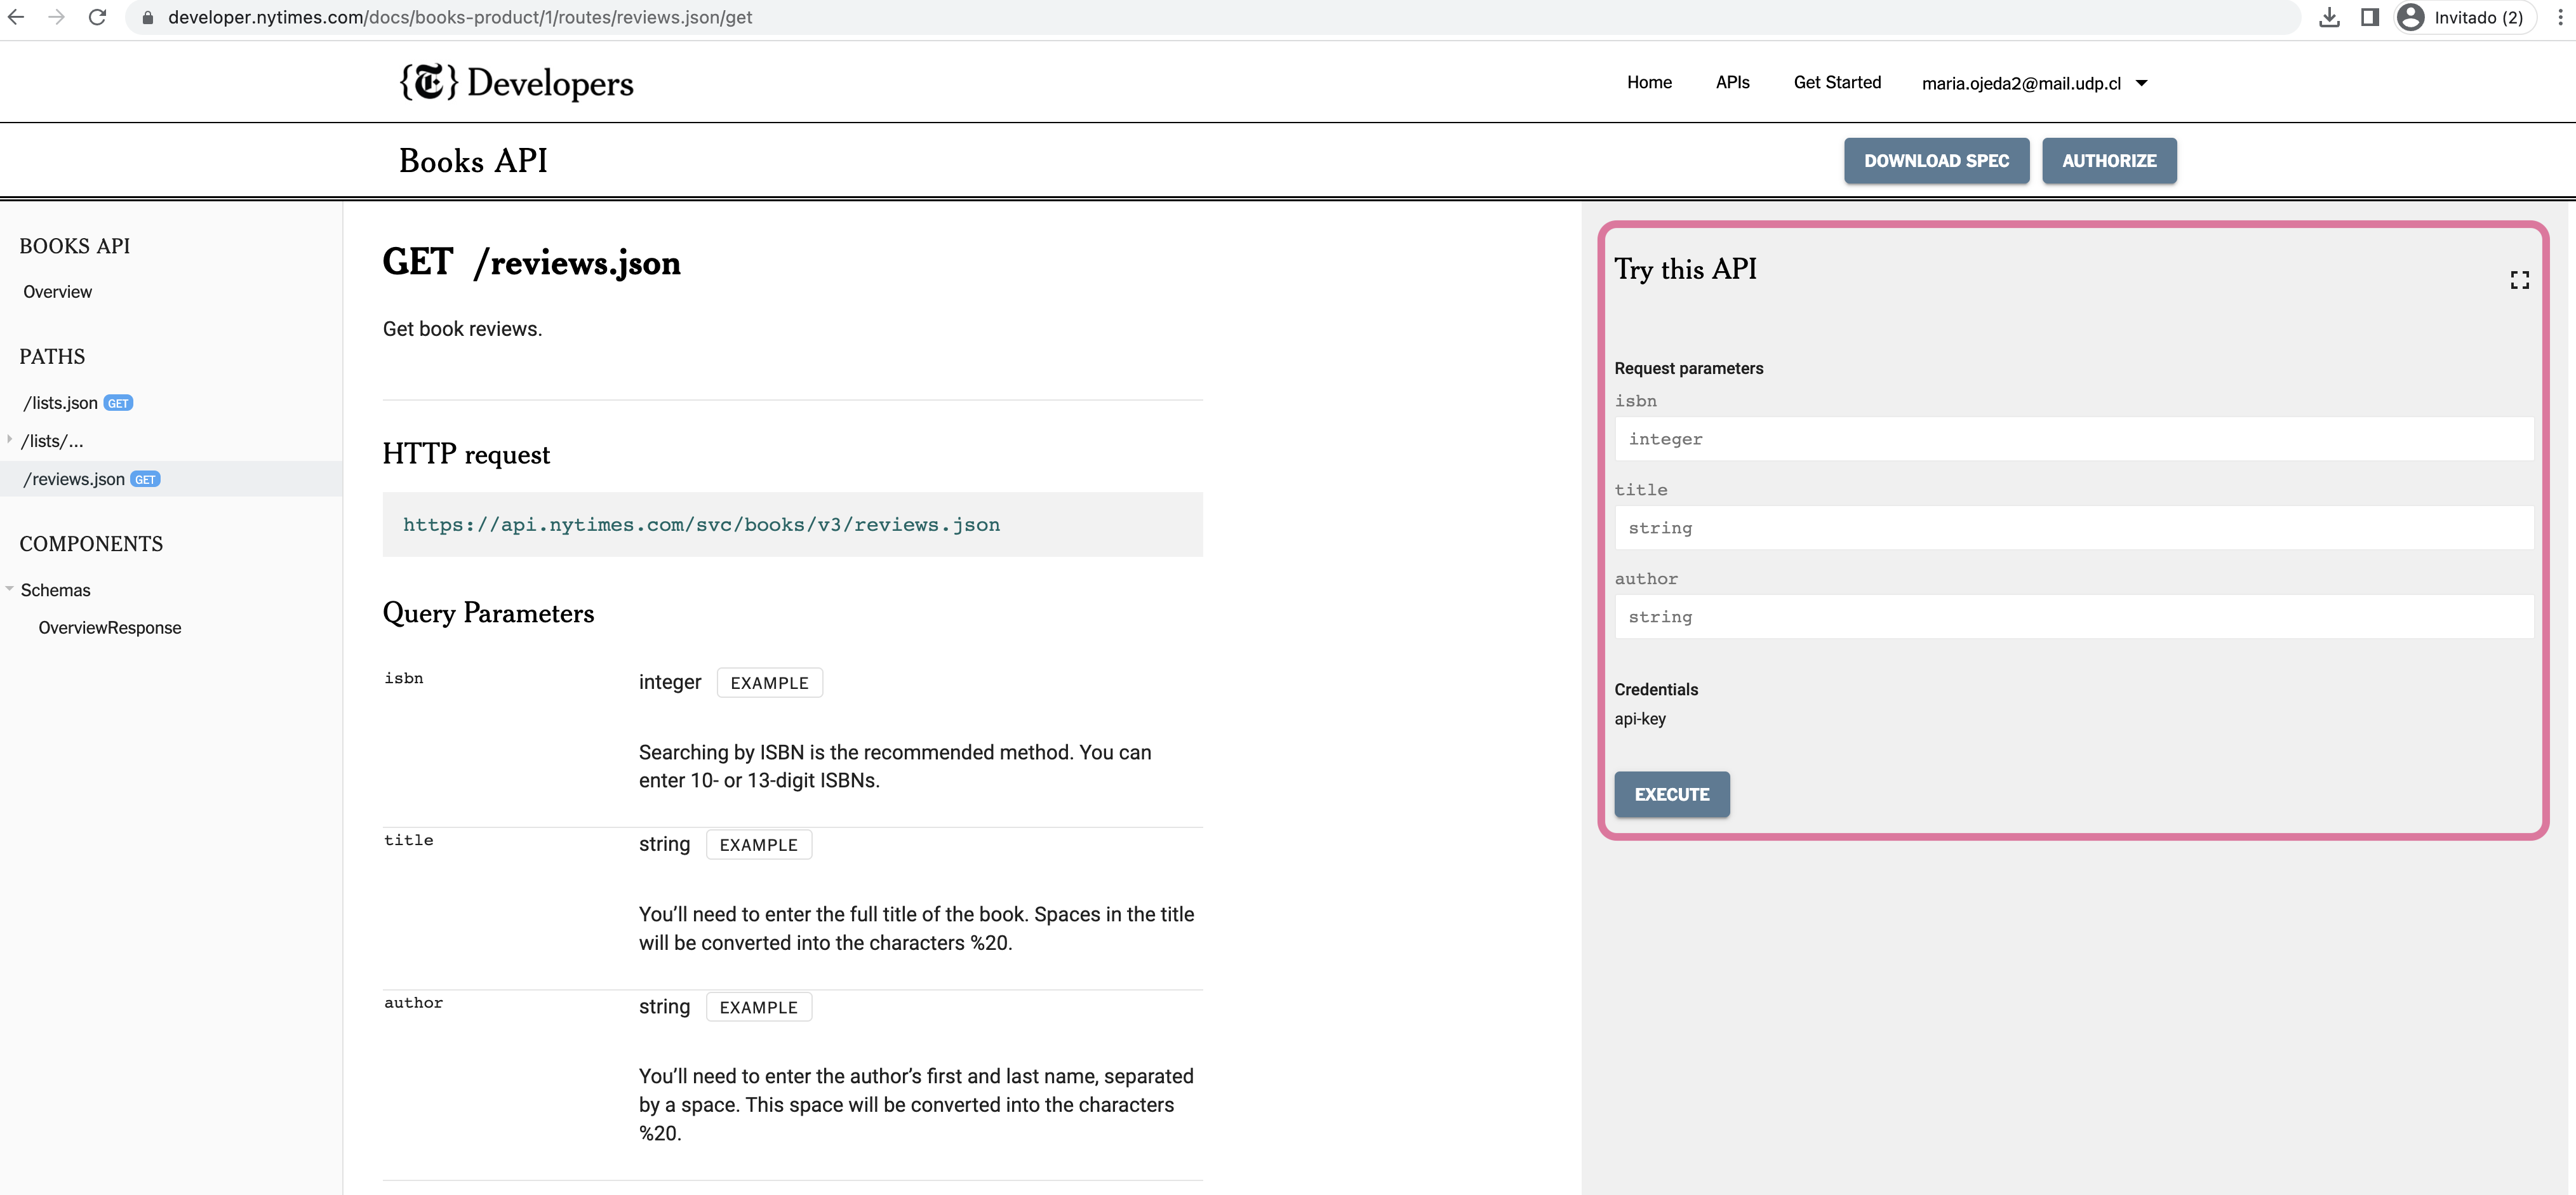 developer.nytimes.com/docs/books-product/1/routes/reviews.json/get
Invitado (2)
{T} Developers
Home
APIs
Get Started
maria.ojeda2@mail.udp.cl
Books API
DOWNLOAD SPEC
AUTHORIZE
BOOKS API
Overview
PATHS
/lists.json GET
/lists/...
/reviews.json GET
COMPONENTS
Schemas
OverviewResponse
GET /reviews.json
Get book reviews.
HTTP request
https://api.nytimes.com/svc/books/v3/reviews.json
Query Parameters
isbn
integer EXAMPLE
Searching by ISBN is the recommended method. You can
enter 10- or 13-digit ISBNs.
title
string EXAMPLE
You’ll need to enter the full title of the book. Spaces in the title
will be converted into the characters %20.
author
string EXAMPLE
You’ll need to enter the author’s first and last name, separated
by a space. This space will be converted into the characters
%20.
Try this API
Request parameters
isbn
integer
title
string
author
string
Credentials
api-key
EXECUTE